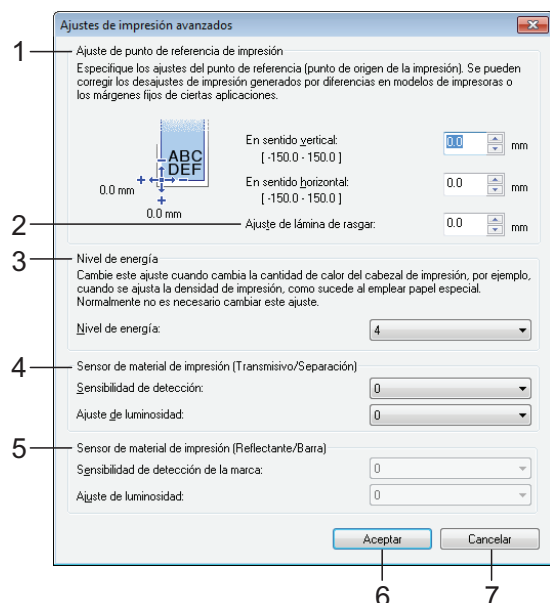 Ajustes de impresión avanzados
1
Ajuste de punto de referencia de impresión
Especifique los ajustes del punto de referencia (punto de origen de la impresión). Se pueden
corregir los desajustes de impresión generados por diferencias en modelos de impresoras o
los márgenes fijos de ciertas aplicaciones.
ABC
DEF
0.0 mm
0.0 mm
En sentido vertical:
0.0 mm
[ -150.0 - 150.0 ]
En sentido horizontal:
0.0 mm
[ -150.0 - 150.0 ]
2
Ajuste de lámina de rasgar:
0.0 mm
3
Nivel de energía
Cambie este ajuste cuando cambia la cantidad de calor del cabezal de impresión, por ejemplo,
cuando se ajusta la densidad de impresión, como sucede al emplear papel especial.
Normalmente no es necesario cambiar este ajuste.
Nivel de energía:
4
4
Sensor de material de impresión (Transmisivo/Separación)
Sensibilidad de detección:
0
Ajuste de luminosidad:
0
5
Sensor de material de impresión (Reflectante/Barra)
Sensibilidad de detección de la marca:
0
Ajuste de luminosidad:
0
Aceptar
Cancelar
6
7